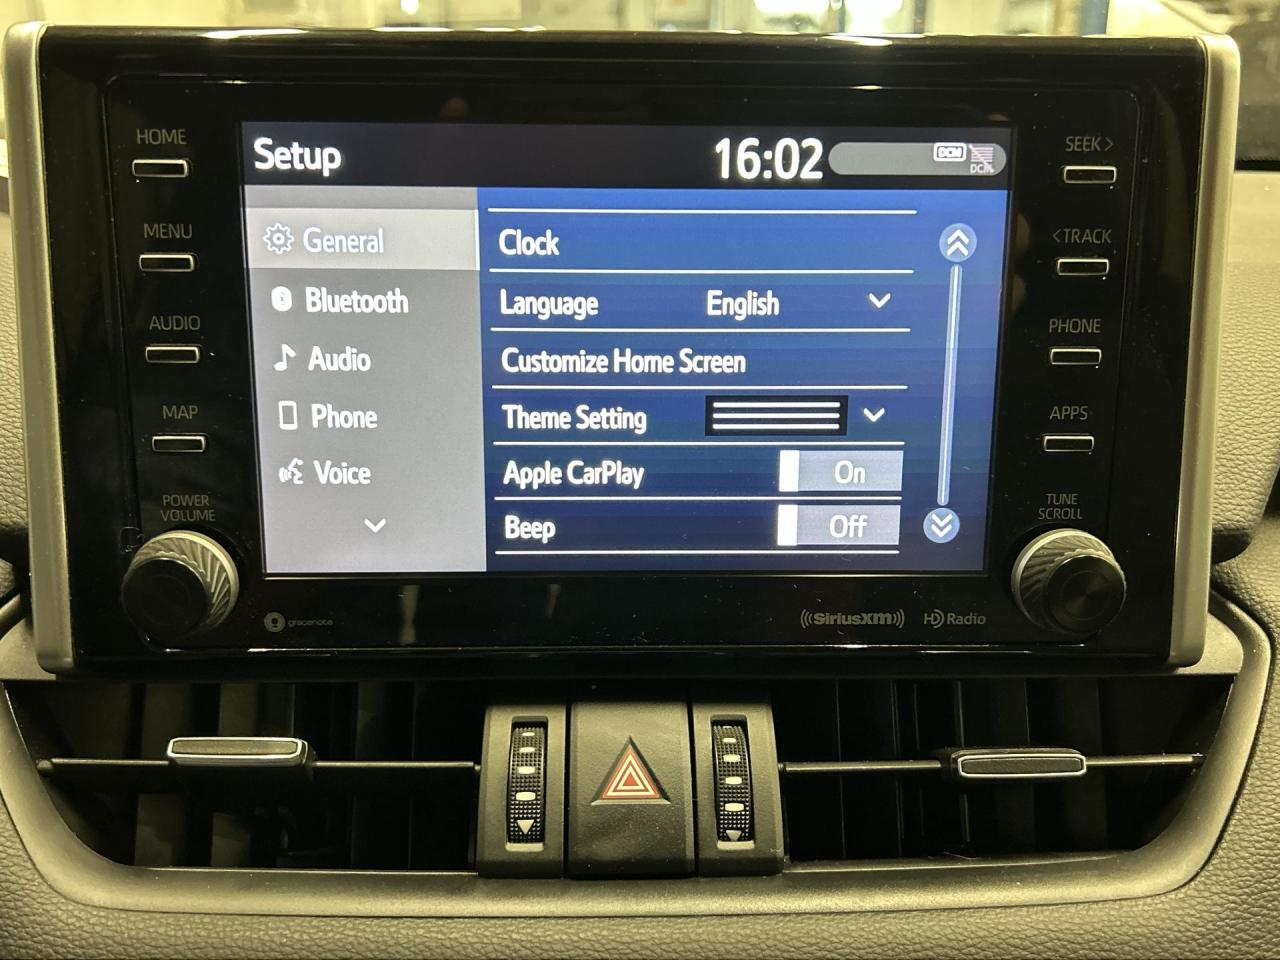 Setup
16:02
DCM
DCM
HOME
MENU
AUDIO
MAP
POWER
VOLUME
General
Bluetooth
Audio
Phone
Voice
Clock
Language English
Customize Home Screen
Theme Setting
Apple CarPlay On
Beep Off
SEEK >
< TRACK
PHONE
APPS
TUNE
SCROLL
gracenote
((SiriusXM))
HD Radio